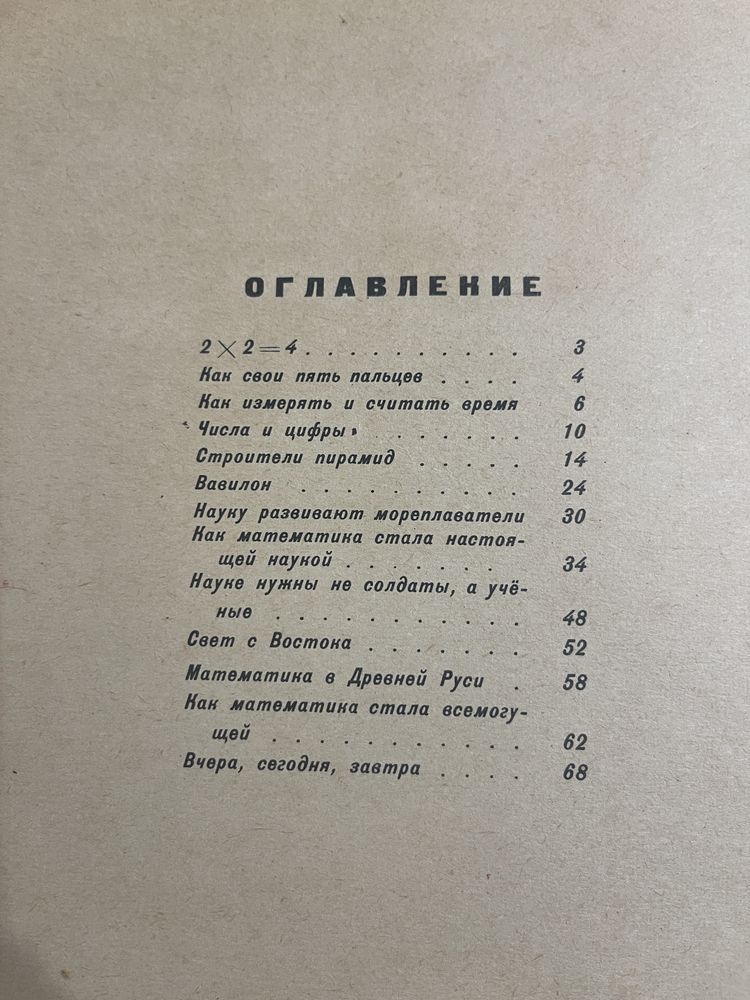 ОГЛАВЛЕНИЕ
2×2=4 . . . . . . . . . . 3
Как свои пять пальцев . . . . 4
Как измерять и считать время 6
Числа и цифры . . . . . . . 10
Строители пирамид . . . . . 14
Вавилон . . . . . . . . . . 24
Науку развивают мореплаватели 30
Как математика стала настоя-
щей наукой . . . . . . . 34
Науке нужны не солдаты, а учё-
ные . . . . . . . . . . . 48
Свет с Востока . . . . . . . 52
Математика в Древней Руси . 58
Как математика стала всемогу-
щей . . . . . . . . . . . 62
Вчера, сегодня, завтра . . . . 68